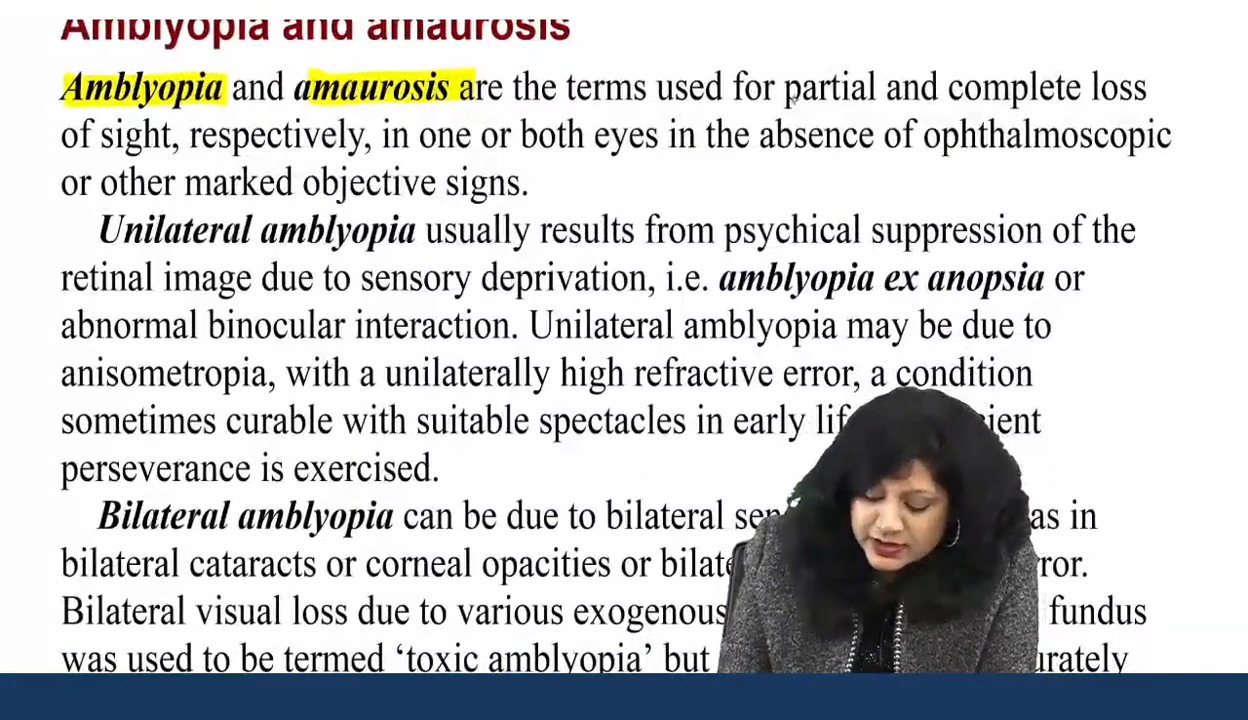 Amblyopia and amaurosis
Amblyopia and amaurosis are the terms used for partial and complete loss
of sight, respectively, in one or both eyes in the absence of ophthalmoscopic
or other marked objective signs.
Unilateral amblyopia usually results from psychical suppression of the
retinal image due to sensory deprivation, i.e. amblyopia ex anopsia or
abnormal binocular interaction. Unilateral amblyopia may be due to
anisometropia, with a unilaterally high refractive error, a condition
sometimes curable with suitable spectacles in early
perseverance is exercised.
Bilateral amblyopia can be due to bilateral as in
bilateral cataracts or corneal opacities or
Bilateral visual loss due to various exogenous fundus
was used to be termed ‘toxic amblyopia’ but